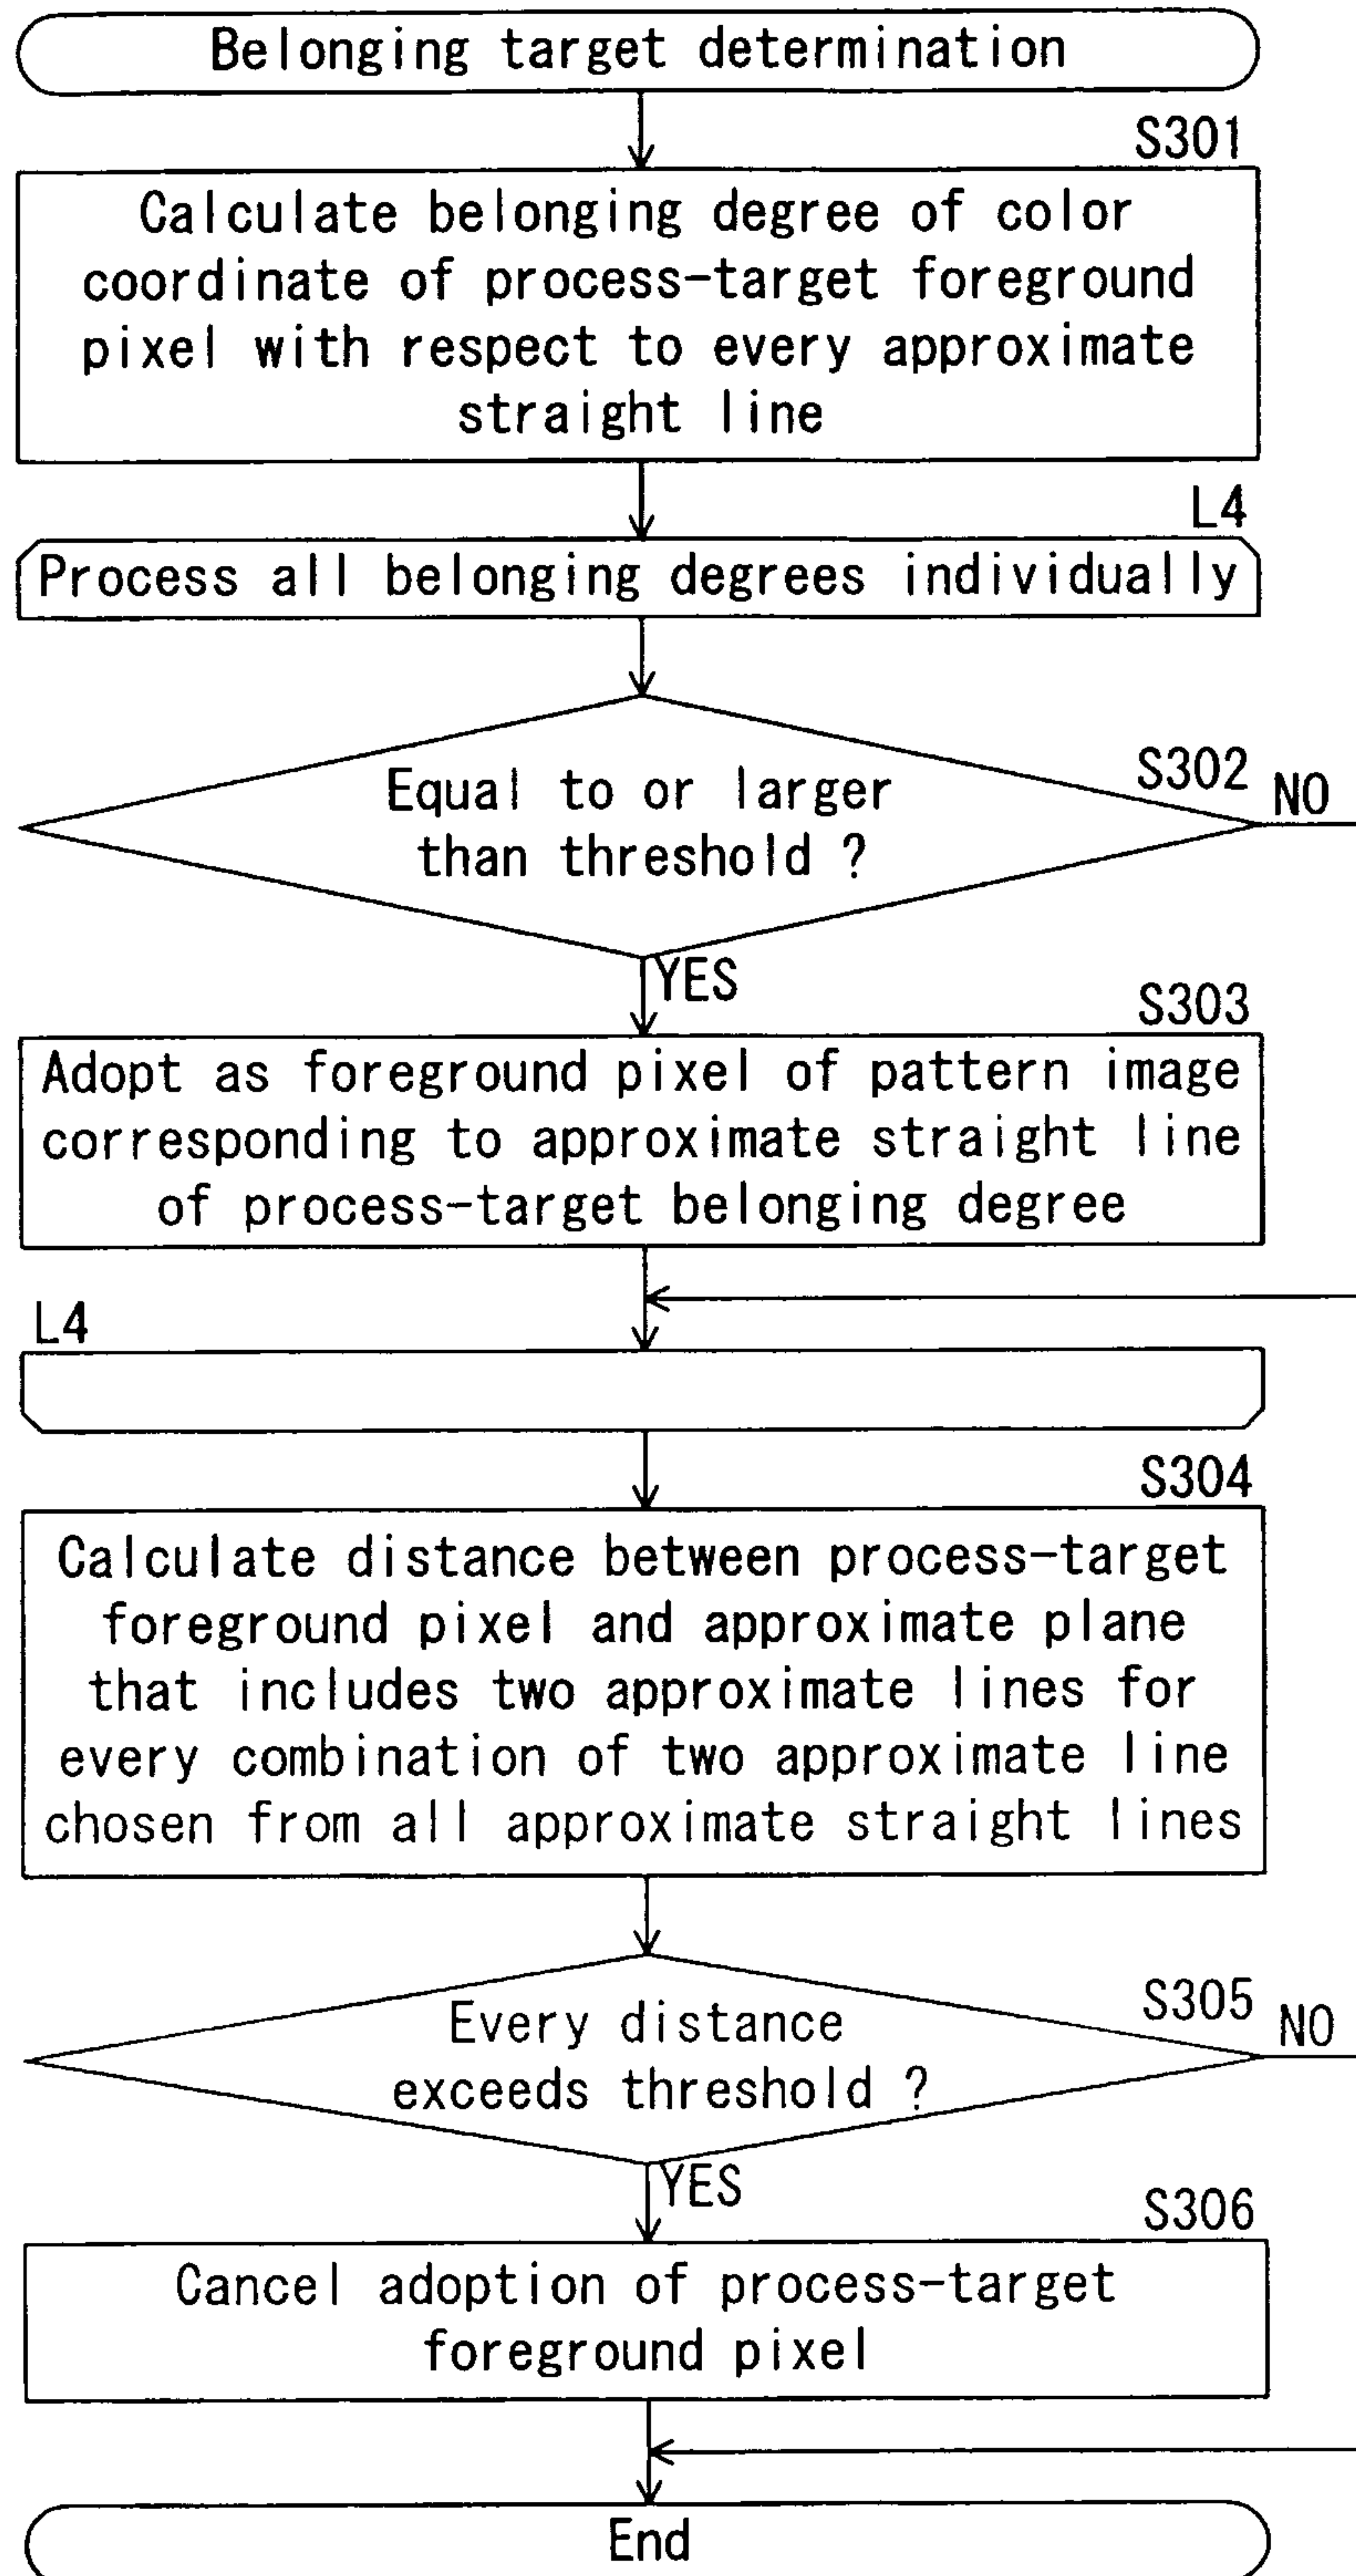 Belonging target determination
S301
Calculate belonging degree of color
coordinate of process-target foreground
pixel with respect to every approximate
straight line
L4
Process all belonging degrees individually
S302
NO
Equal to or larger
than threshold ?
YES
S303
Adopt as foreground pixel of pattern image
corresponding to approximate straight line
of process-target belonging degree
L4
S304
Calculate distance between process-target
foreground pixel and approximate plane
that includes two approximate lines for
every combination of two approximate line
chosen from all approximate straight lines
S305
NO
Every distance
exceeds threshold ?
YES
S306
Cancel adoption of process-target
foreground pixel
End